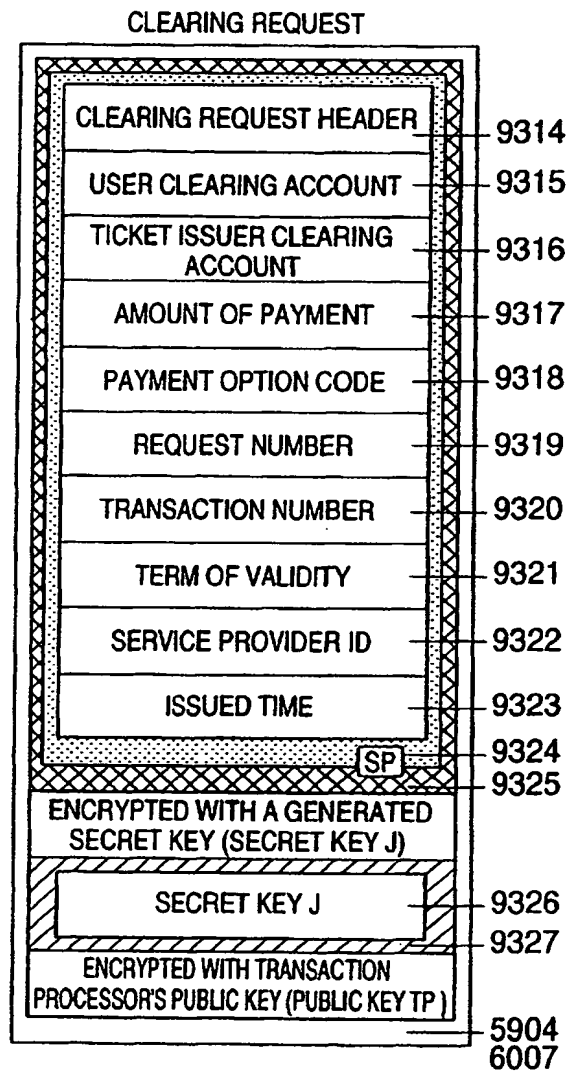 CLEARING REQUEST
CLEARING REQUEST HEADER
9314
USER CLEARING ACCOUNT
9315
TICKET ISSUER CLEARING
ACCOUNT
9316
AMOUNT OF PAYMENT
9317
PAYMENT OPTION CODE
9318
REQUEST NUMBER
9319
TRANSACTION NUMBER
9320
TERM OF VALIDITY
9321
SERVICE PROVIDER ID
9322
ISSUED TIME
9323
SP
9324
9325
ENCRYPTED WITH A GENERATED
SECRET KEY (SECRET KEY J)
SECRET KEY J
9326
9327
ENCRYPTED WITH TRANSACTION
PROCESSOR'S PUBLIC KEY (PUBLIC KEY TP )
5904
6007